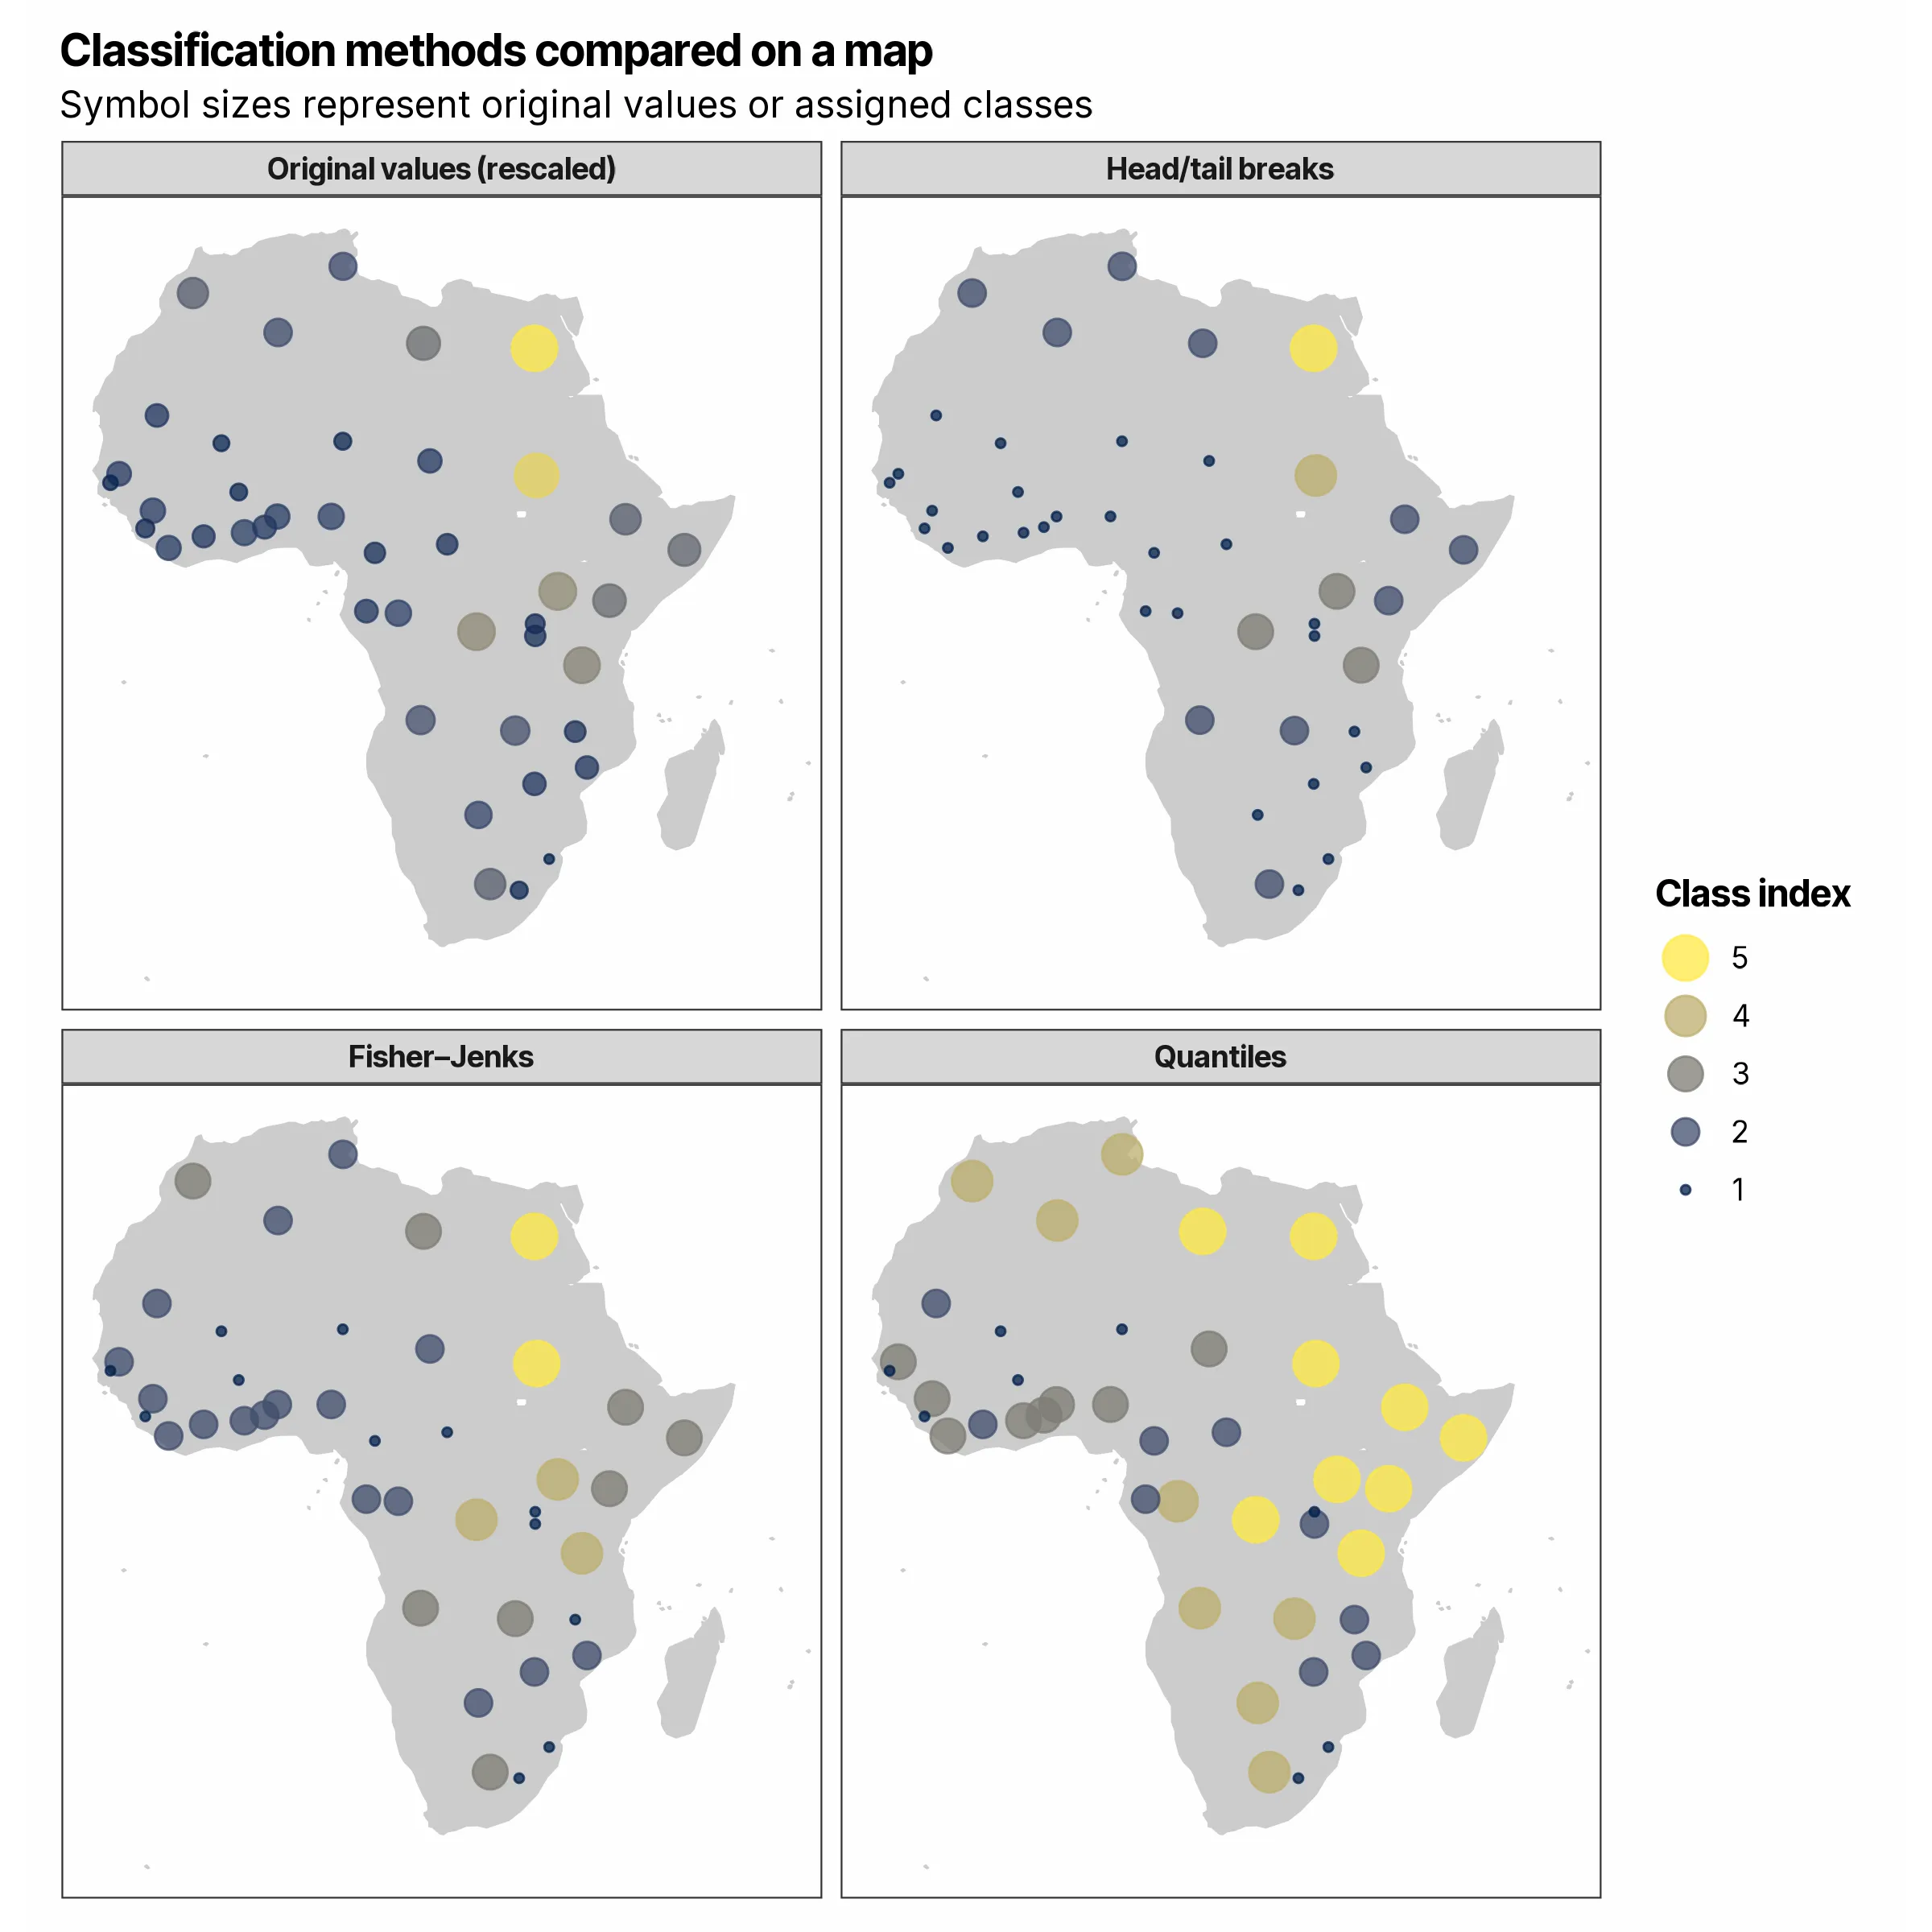 Classification methods compared on a map
Symbol sizes represent original values or assigned classes
Original values (rescaled)
Head/tail breaks
Fisher–Jenks
Quantiles
Class index
5
4
3
2
1